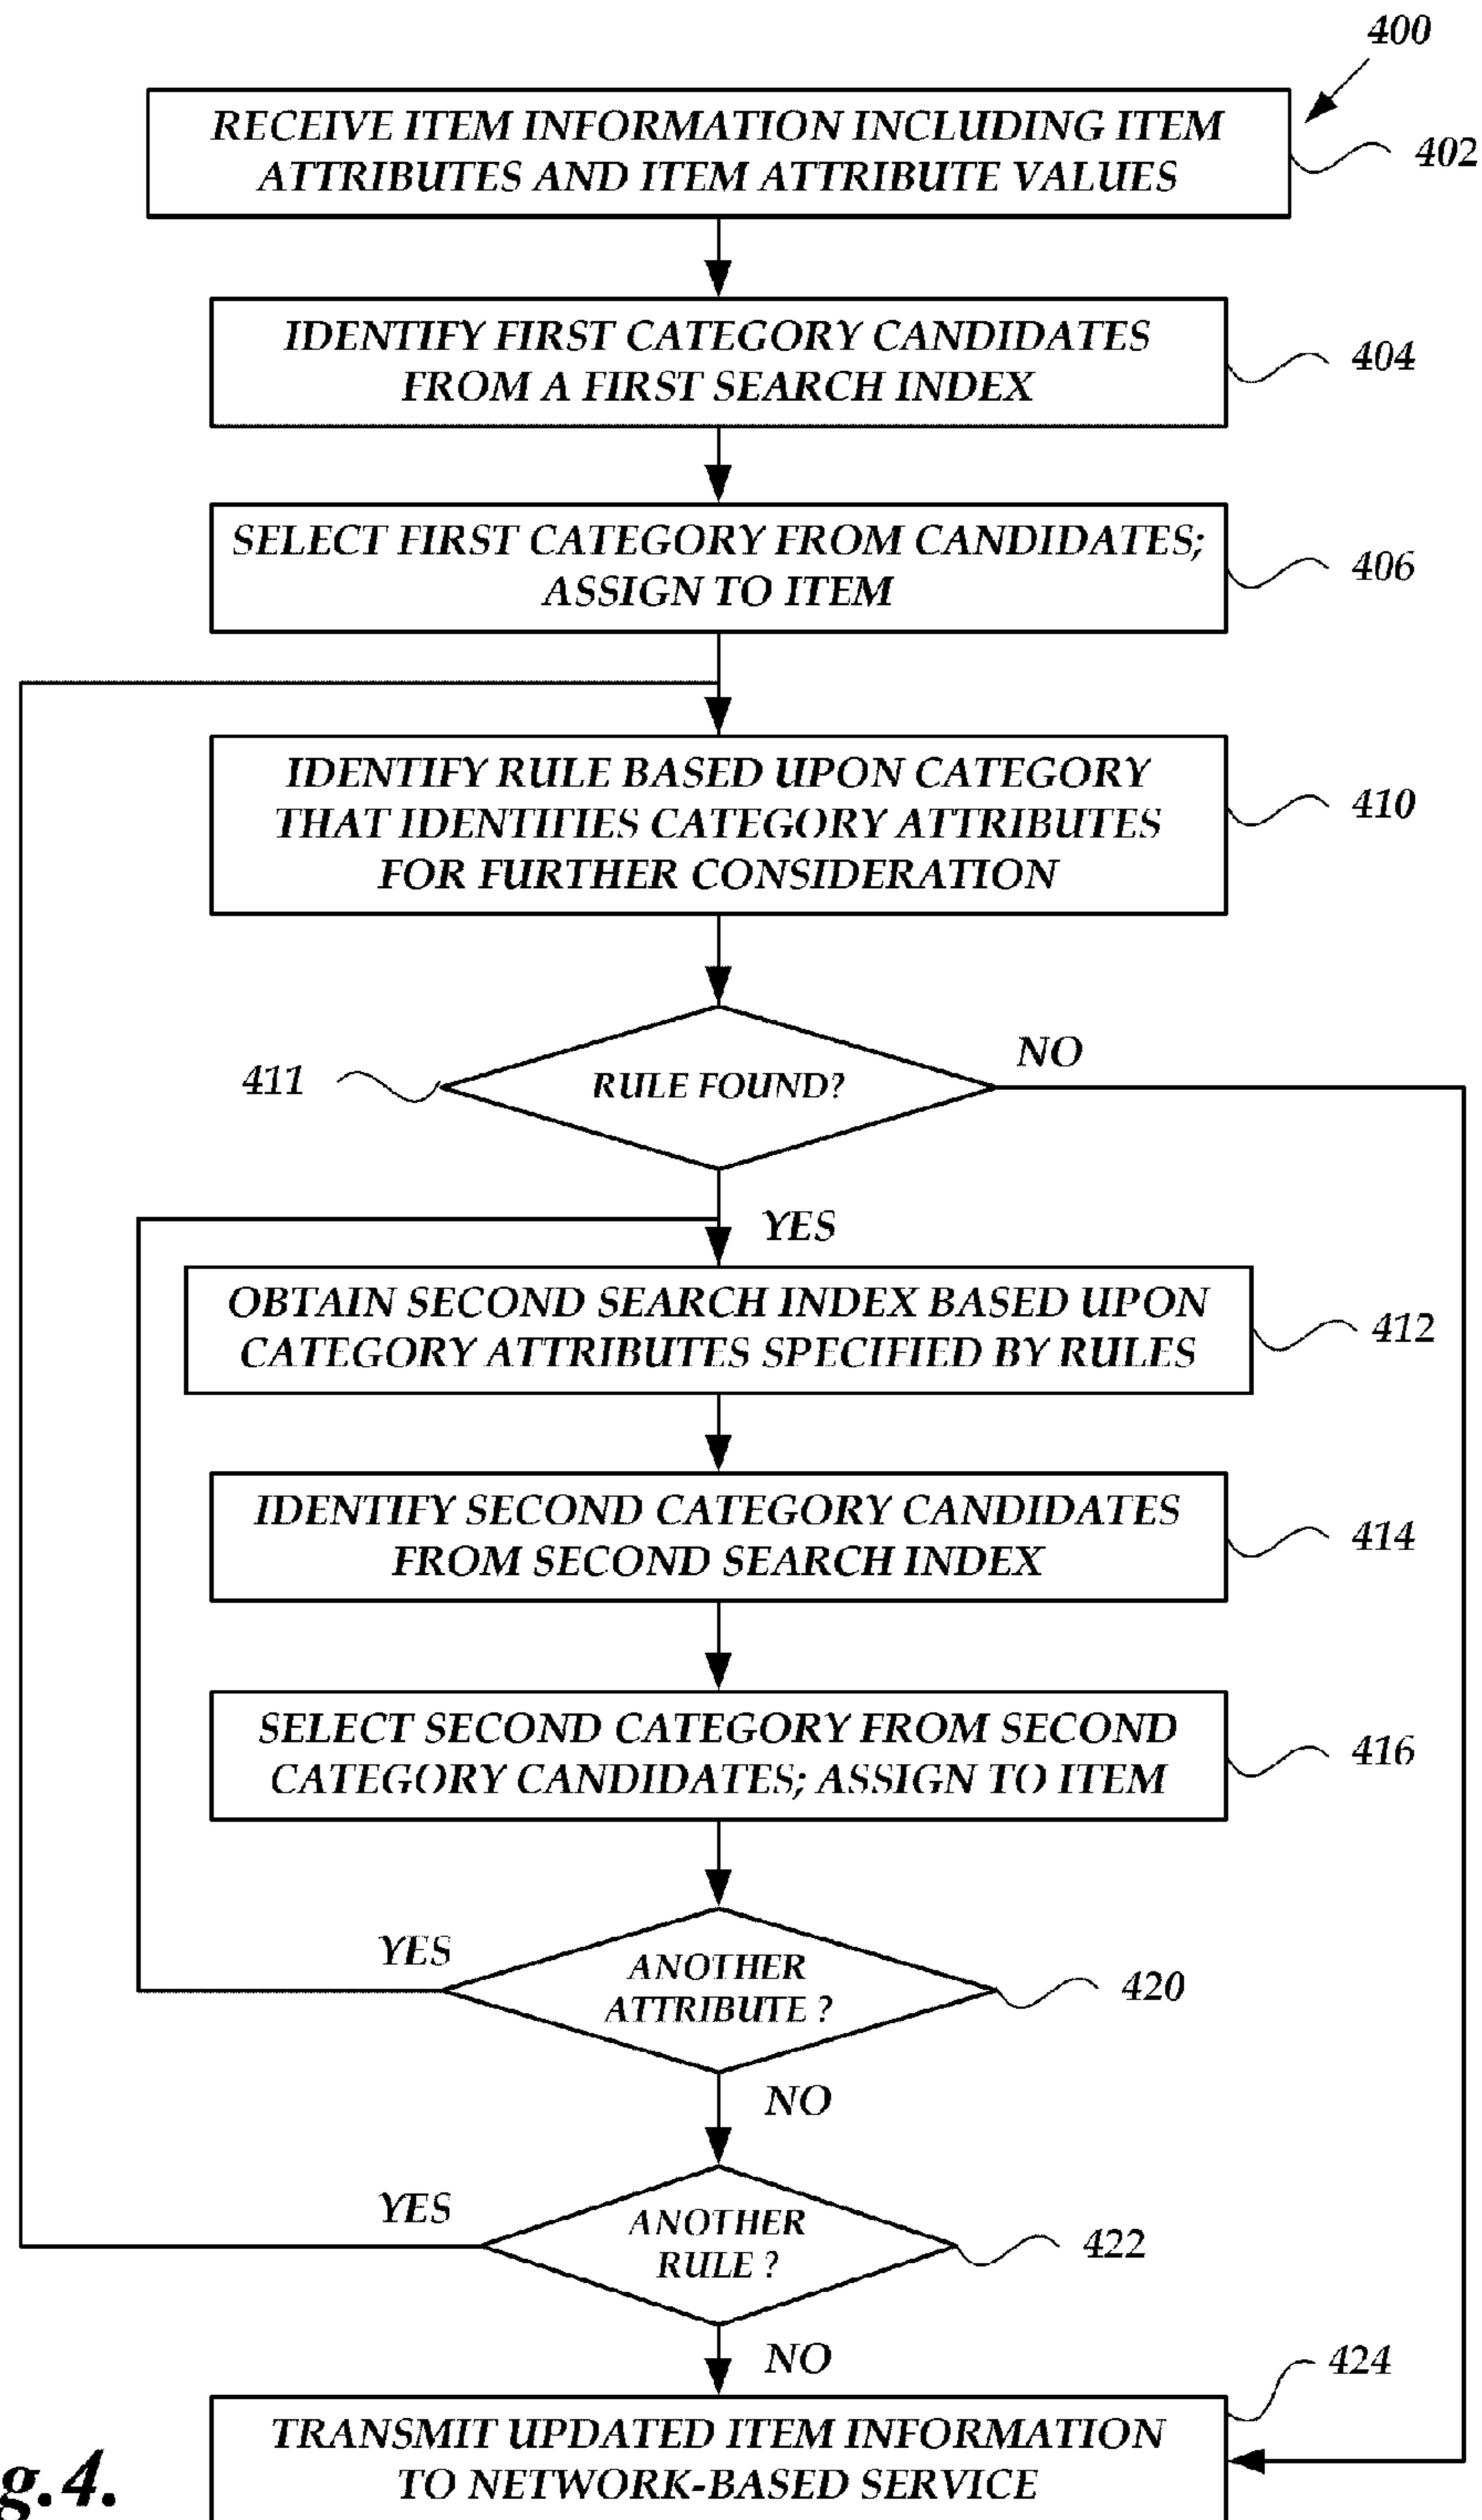 400
RECEIVE ITEM INFORMATION INCLUDING ITEM
ATTRIBUTES AND ITEM ATTRIBUTE VALUES
402
IDENTIFY FIRST CATEGORY CANDIDATES
FROM A FIRST SEARCH INDEX
404
SELECT FIRST CATEGORY FROM CANDIDATES;
ASSIGN TO ITEM
406
IDENTIFY RULE BASED UPON CATEGORY
THAT IDENTIFIES CATEGORY ATTRIBUTES
FOR FURTHER CONSIDERATION
410
411
RULE FOUND?
NO
YES
OBTAIN SECOND SEARCH INDEX BASED UPON
CATEGORY ATTRIBUTES SPECIFIED BY RULES
412
IDENTIFY SECOND CATEGORY CANDIDATES
FROM SECOND SEARCH INDEX
414
SELECT SECOND CATEGORY FROM SECOND
CATEGORY CANDIDATES; ASSIGN TO ITEM
416
YES
ANOTHER
ATTRIBUTE ?
420
NO
YES
ANOTHER
RULE ?
422
NO
424
TRANSMIT UPDATED ITEM INFORMATION
TO NETWORK-BASED SERVICE
g.4.